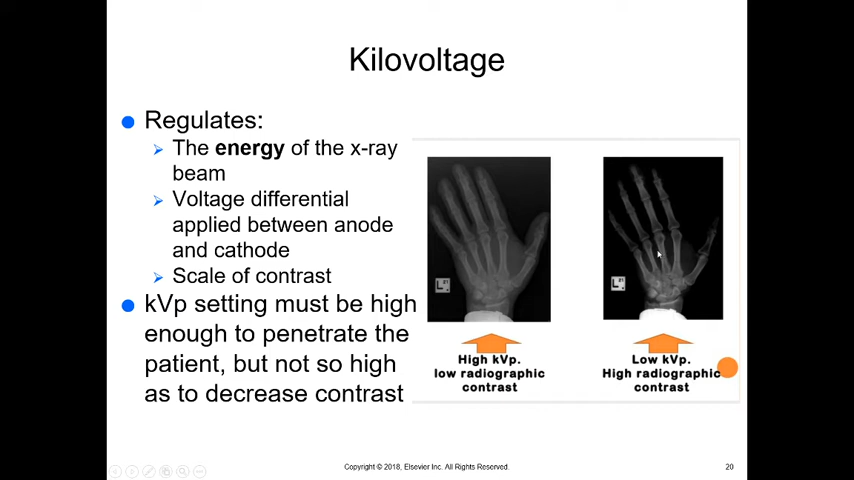 Kilovoltage
Regulates:
The energy of the x-ray
beam
Voltage differential
applied between anode
and cathode
Scale of contrast
kVp setting must be high
enough to penetrate the
patient, but not so high
as to decrease contrast
L
High kVp.
low radiographic
contrast
L
Low kVp.
High radiographic
contrast
Copyright © 2018, Elsevier Inc. All Rights Reserved.
20